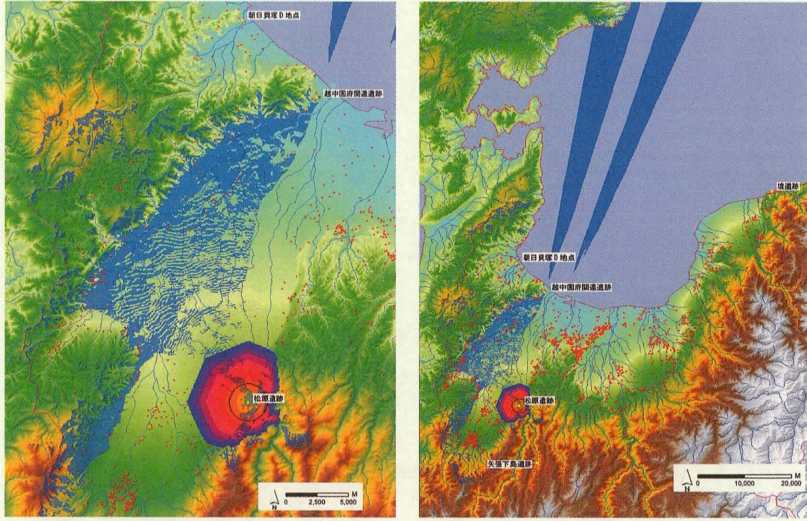 朝日貝塚D地点
越中国府関連遺跡
松原遺跡
N
0 2,500 5,000 M
境遺跡
朝日貝塚D地点
越中国府関連遺跡
松原遺跡
矢張下島遺跡
N
0 10,000 20,000 M